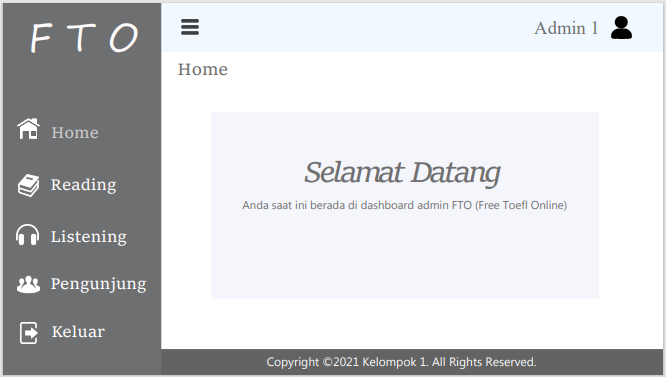 FTO
Admin 1
Home
Home
Reading
Listening
Pengunjung
Keluar
Selamat Datang
Anda saat ini berada di dashboard admin FTO (Free Toefl Online)
Copyright ©2021 Kelompok 1. All Rights Reserved.